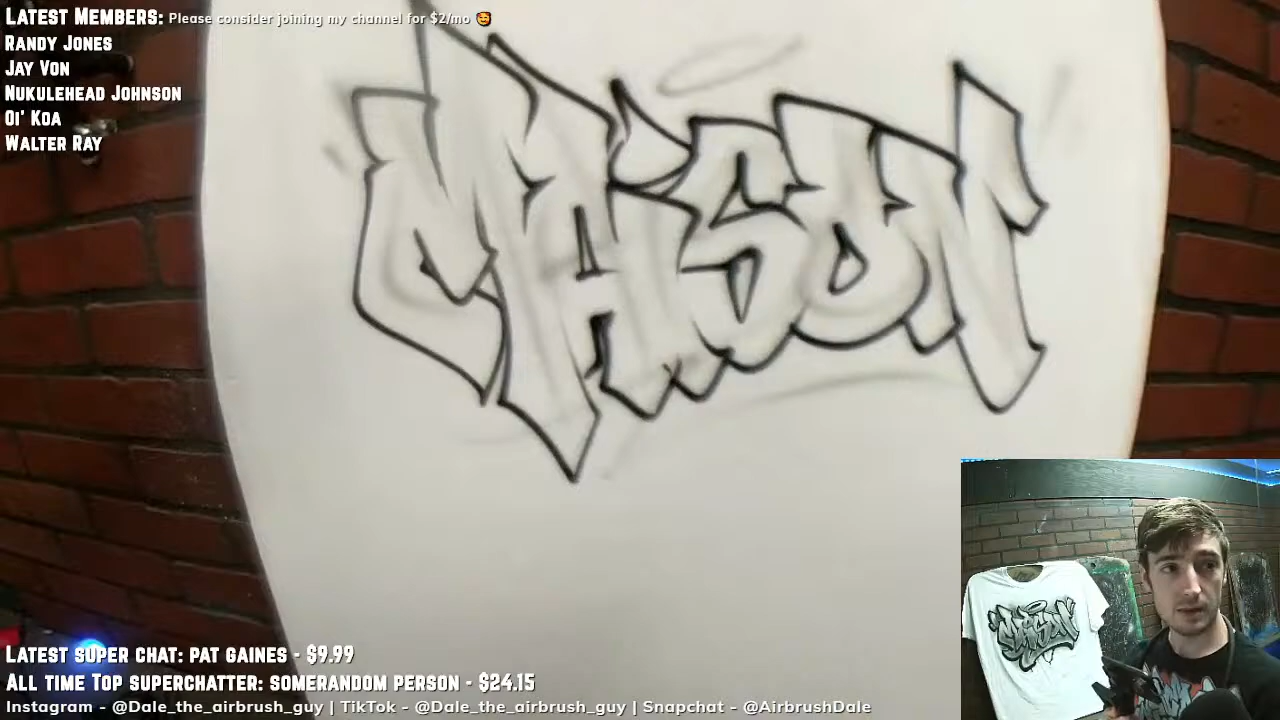 Latest Members: Please consider joining my channel for $2/mo
Randy Jones
Jay Von
Nukulehead Johnson
Oi' Koa
Walter Ray
MASON
MASON
Latest super chat: pat gaines - $9.99
All time Top superchatter: somerandom person - $24.15
Instagram - @Dale_the_airbrush_guy | TikTok - @Dale_the_airbrush_guy | Snapchat - @AirbrushDale